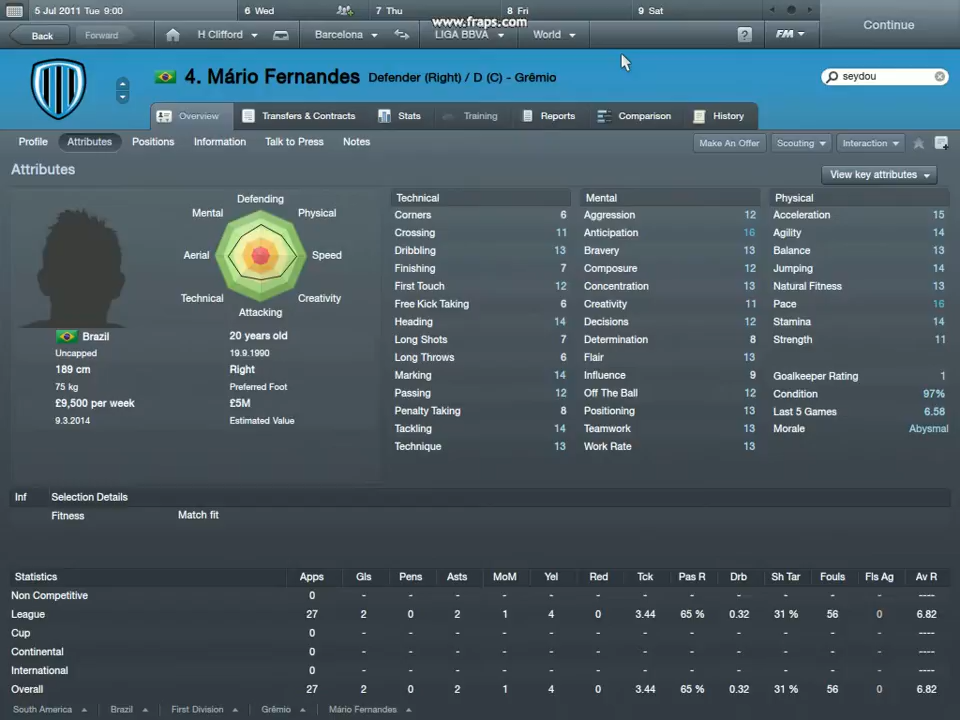 5 Jul 2011 Tue 9:00 6 Wed 7 Thu 8 Fri 9 Sat
www.fraps.com
Back Forward H Clifford Barcelona LIGA BBVA World ? FM Continue
4. Mário Fernandes Defender (Right) / D (C) - Grêmio seydou
Overview Transfers & Contracts Stats Training Reports Comparison History
Profile Attributes Positions Information Talk to Press Notes Make An Offer Scouting Interaction
Attributes View key attributes
Defending
Mental Physical
Aerial Speed
Technical Creativity
Attacking
Brazil 20 years old
Uncapped 19.9.1990
189 cm Right
75 kg Preferred Foot
£9,500 per week £5M
9.3.2014 Estimated Value
Technical
Corners 6
Crossing 11
Dribbling 13
Finishing 7
First Touch 12
Free Kick Taking 6
Heading 14
Long Shots 7
Long Throws 6
Marking 14
Passing 12
Penalty Taking 8
Tackling 14
Technique 13
Mental
Aggression 12
Anticipation 16
Bravery 13
Composure 12
Concentration 13
Creativity 11
Decisions 12
Determination 8
Flair 13
Influence 9
Off The Ball 12
Positioning 13
Teamwork 13
Work Rate 13
Physical
Acceleration 15
Agility 14
Balance 13
Jumping 14
Natural Fitness 13
Pace 16
Stamina 14
Strength 11
Goalkeeper Rating 1
Condition 97%
Last 5 Games 6.58
Morale Abysmal
Inf Selection Details
Fitness Match fit
Statistics Apps Gls Pens Asts MoM Yel Red Tck Pas R Drb Sh Tar Fouls Fls Ag Av R
Non Competitive 0 - - - - - - - - - - - - ----
League 27 2 0 2 1 4 0 3.44 65 % 0.32 31 % 56 0 6.82
Cup 0 - - - - - - - - - - - - ----
Continental 0 - - - - - - - - - - - - ----
International 0 - - - - - - - - - - - - ----
Overall 27 2 0 2 1 4 0 3.44 65 % 0.32 31 % 56 0 6.82
South America Brazil First Division Grêmio Mário Fernandes